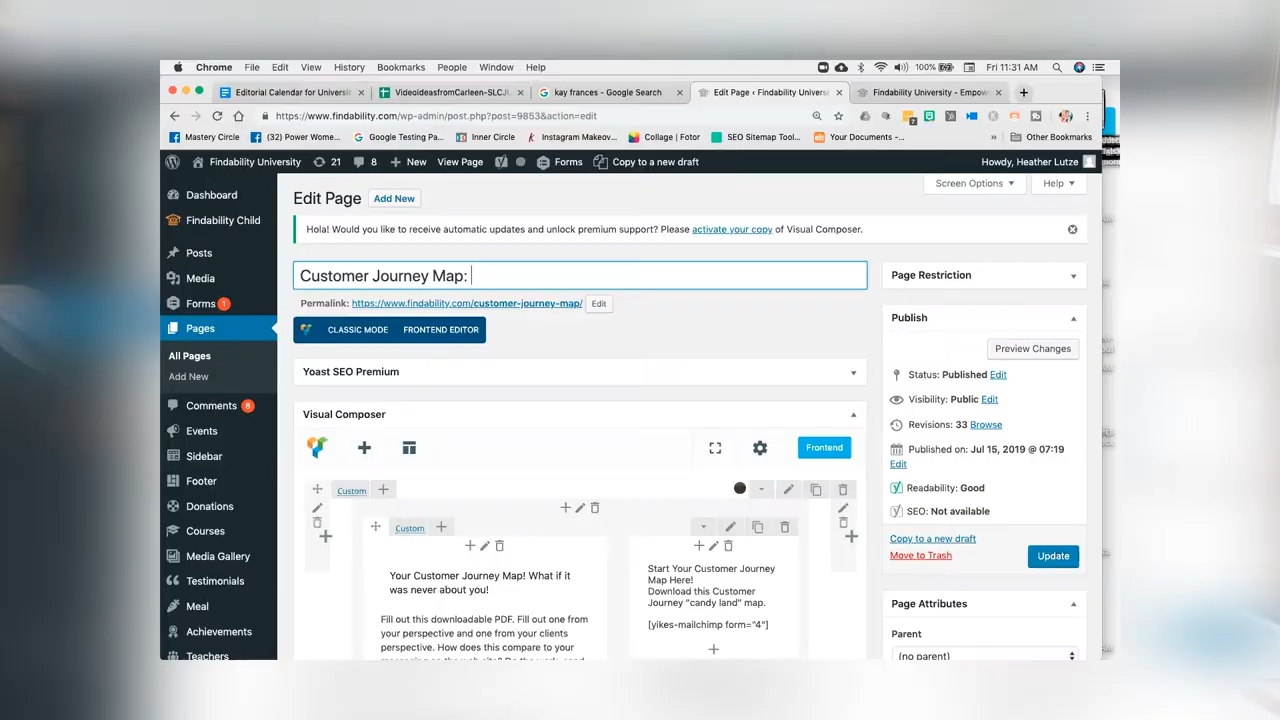 Chrome File Edit View History Bookmarks People Window Help 100% Fri 11:31 AM
Editorial Calendar for Universit × VideoIdeasfromCarleen-SLCJu × kay frances - Google Search × Edit Page ‹ Findability Universi × Findability University - Empow ×
https://www.findability.com/wp-admin/post.php?post=9853&action=edit
Mastery Circle (32) Power Wome... Google Testing Pa... Inner Circle Instagram Makeov... Collage | Fotor SEO Sitemap Tool... Your Documents -... » Other Bookmarks
Findability University 21 8 New View Page Forms Copy to a new draft Howdy, Heather Lutze
Dashboard
Findability Child
Posts
Media
Forms 1
Pages
All Pages
Add New
Comments 6
Events
Sidebar
Footer
Donations
Courses
Media Gallery
Testimonials
Meal
Achievements
Teachers
Screen Options Help
Edit Page Add New
Hola! Would you like to receive automatic updates and unlock premium support? Please activate your copy of Visual Composer.
Customer Journey Map:
Permalink: https://www.findability.com/customer-journey-map/ Edit
CLASSIC MODE FRONTEND EDITOR
Yoast SEO Premium
Visual Composer
Frontend
Custom
Custom
Your Customer Journey Map! What if it
was never about you!
Fill out this downloadable PDF. Fill out one from
your perspective and one from your clients
perspective. How does this compare to your
Start Your Customer Journey
Map Here!
Download this Customer
Journey "candy land" map.
[yikes-mailchimp form="4"]
Page Restriction
Publish
Preview Changes
Status: Published Edit
Visibility: Public Edit
Revisions: 33 Browse
Published on: Jul 15, 2019 @ 07:19
Edit
Readability: Good
SEO: Not available
Copy to a new draft
Move to Trash
Update
Page Attributes
Parent
(no parent)